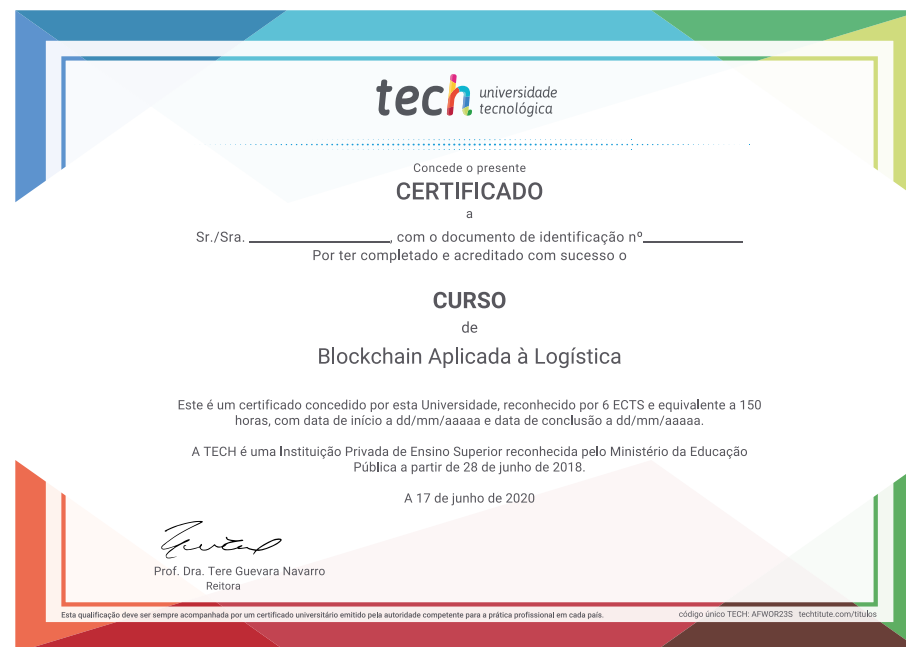 tech universidade
tecnológica
Concede o presente
CERTIFICADO
a
Sr./Sra. ____________________, com o documento de identificação nº______________
Por ter completado e acreditado com sucesso o
CURSO
de
Blockchain Aplicada à Logística
Este é um certificado concedido por esta Universidade, reconhecido por 6 ECTS e equivalente a 150
horas, com data de início a dd/mm/aaaaa e data de conclusão a dd/mm/aaaaa.
A TECH é uma Instituição Privada de Ensino Superior reconhecida pelo Ministério da Educação
Pública a partir de 28 de junho de 2018.
A 17 de junho de 2020
Prof. Dra. Tere Guevara Navarro
Reitora
Esta qualificação deve ser sempre acompanhada por um certificado universitário emitido pela autoridade competente para a prática profissional em cada país.
código único TECH: AFWOR23S techtitute.com/titulos